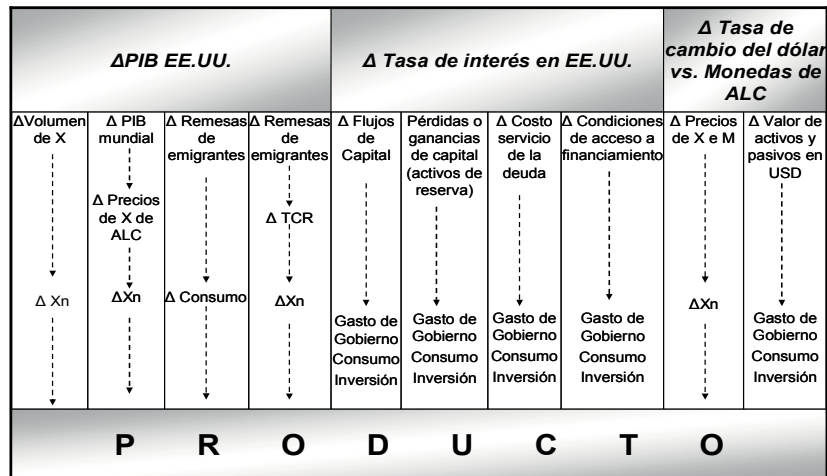 ΔPIB EE.UU.
Δ Tasa de interés en EE.UU.
Δ Tasa de
cambio del dólar
vs. Monedas de
ALC
ΔVolumen
de X
Δ Xn
Δ PIB
mundial
Δ Precios
de X de
ALC
ΔXn
Δ Remesas
de
emigrantes
Δ Consumo
Δ Remesas
de
emigrantes
Δ TCR
ΔXn
Δ Flujos
de
Capital
Gasto de
Gobierno
Consumo
Inversión
Pérdidas o
ganancias
de capital
(activos de
reserva)
Gasto de
Gobierno
Consumo
Inversión
Δ Costo
servicio
de la
deuda
Gasto de
Gobierno
Consumo
Inversión
Δ Condiciones
de acceso a
financiamiento
Gasto de
Gobierno
Consumo
Inversión
Δ Precios
de X e M
ΔXn
Δ Valor de
activos y
pasivos en
USD
Gasto de
Gobierno
Consumo
Inversión
P R O D U C T O